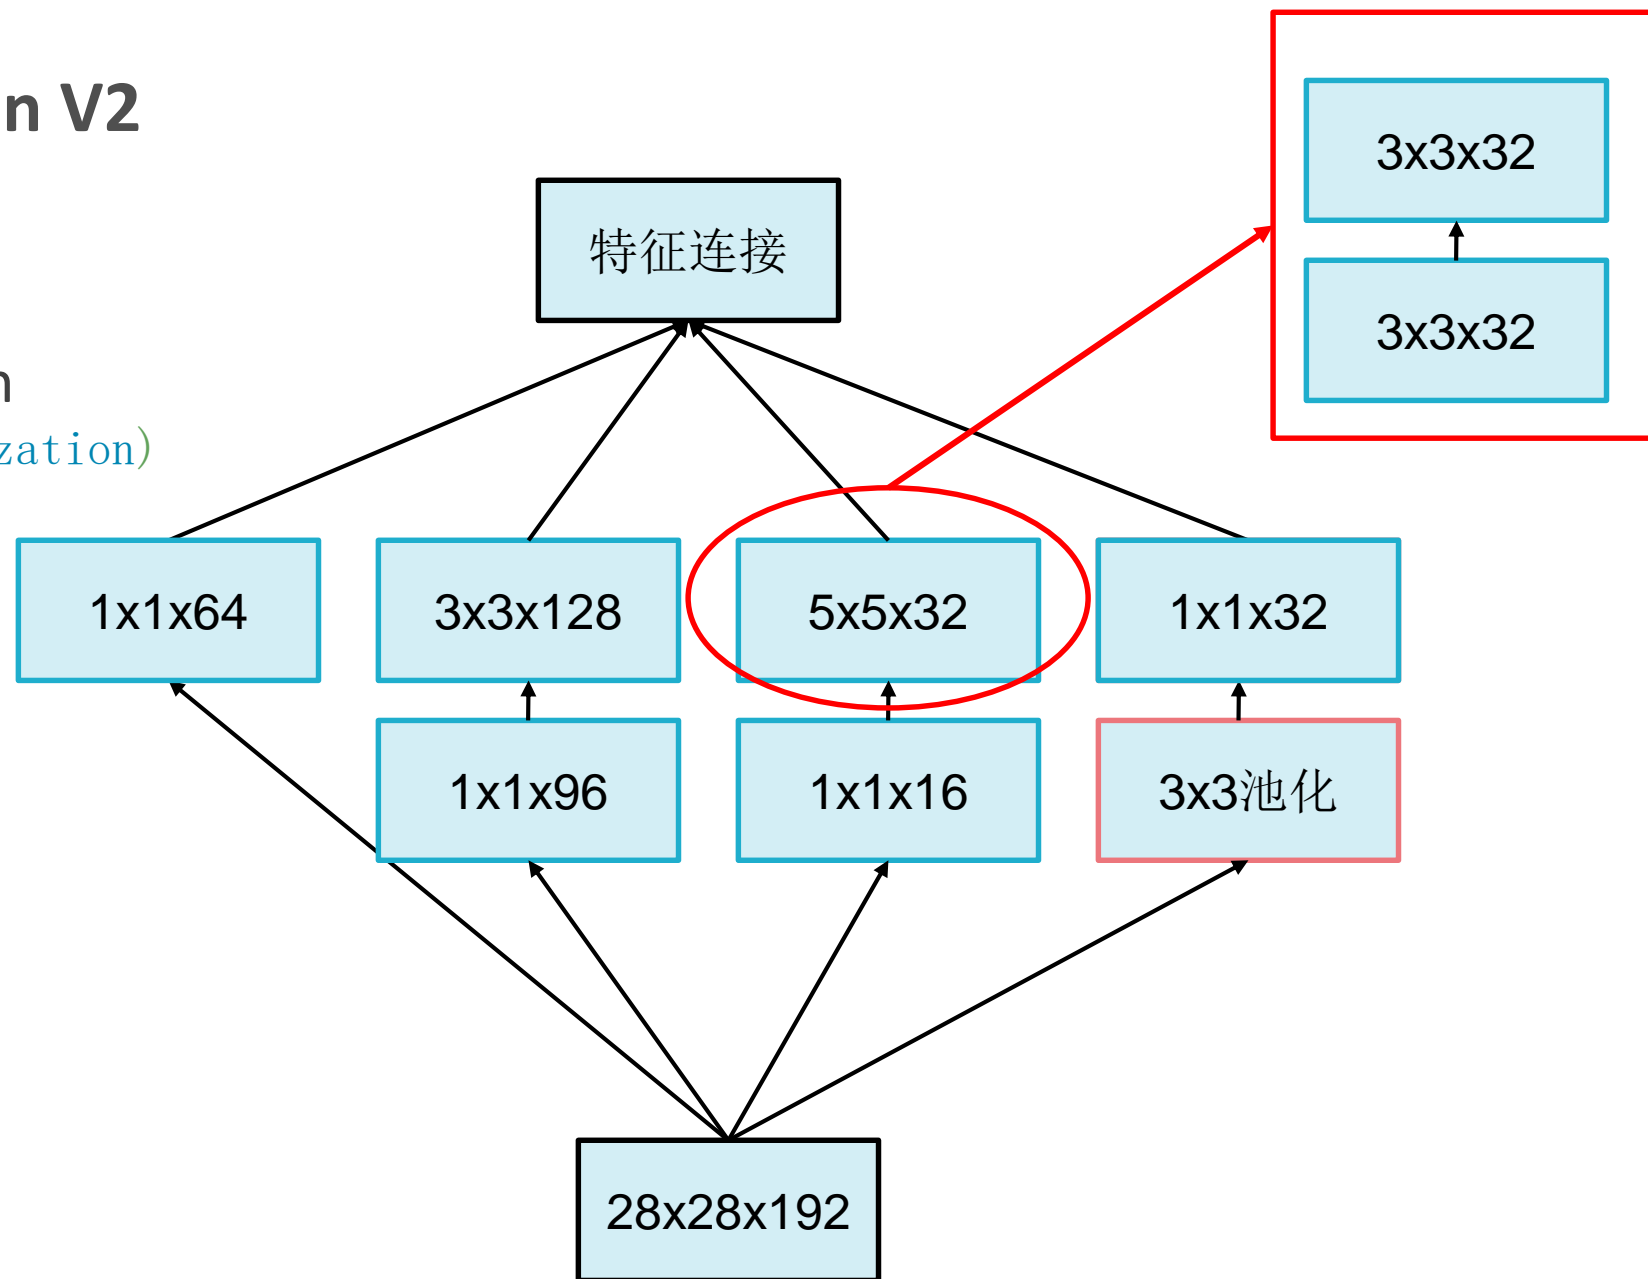 n V2
3x3x32
特征连接
3x3x32
n
zation)
1x1x64
3x3x128
5x5x32
1x1x32
1x1x96
1x1x16
3x3池化
28x28x192